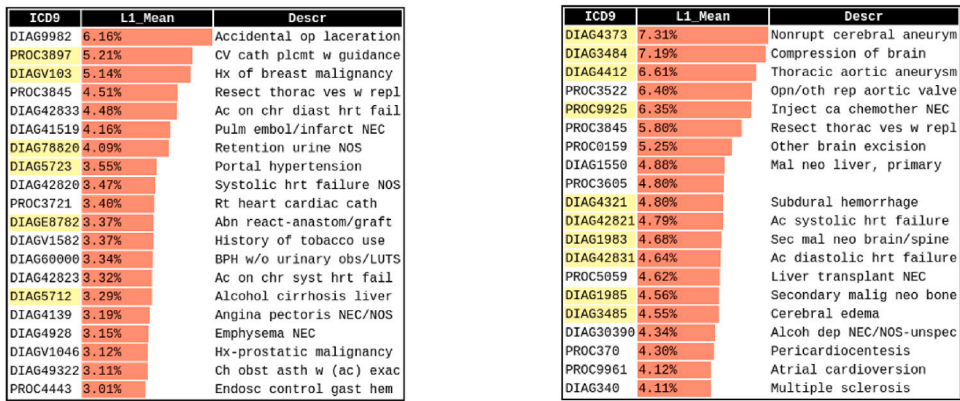 ICD9 L1_Mean Descr
DIAG9982 6.16% Accidental op laceration
PROC3897 5.21% CV cath plcmt w guidance
DIAGV103 5.14% Hx of breast malignancy
PROC3845 4.51% Resect thorac ves w repl
DIAG42833 4.48% Ac on chr diast hrt fail
DIAG41519 4.16% Pulm embol/infarct NEC
DIAG78820 4.09% Retention urine NOS
DIAG5723 3.55% Portal hypertension
DIAG42820 3.47% Systolic hrt failure NOS
PROC3721 3.40% Rt heart cardiac cath
DIAGE8782 3.37% Abn react-anastom/graft
DIAGV1582 3.37% History of tobacco use
DIAG60000 3.34% BPH w/o urinary obs/LUTS
DIAG42823 3.32% Ac on chr syst hrt fail
DIAG5712 3.29% Alcohol cirrhosis liver
DIAG4139 3.19% Angina pectoris NEC/NOS
DIAG4928 3.15% Emphysema NEC
DIAGV1046 3.12% Hx-prostatic malignancy
DIAG49322 3.11% Ch obst asth w (ac) exac
PROC4443 3.01% Endosc control gast hem
ICD9 L1_Mean Descr
DIAG4373 7.31% Nonrupt cerebral aneurym
DIAG3484 7.19% Compression of brain
DIAG4412 6.61% Thoracic aortic aneurysm
PROC3522 6.40% Opn/oth rep aortic valve
PROC9925 6.35% Inject ca chemother NEC
PROC3845 5.80% Resect thorac ves w repl
PROC0159 5.25% Other brain excision
DIAG1550 4.88% Mal neo liver, primary
PROC3605 4.80%
DIAG4321 4.80% Subdural hemorrhage
DIAG42821 4.79% Ac systolic hrt failure
DIAG1983 4.68% Sec mal neo brain/spine
DIAG42831 4.64% Ac diastolic hrt failure
PROC5059 4.62% Liver transplant NEC
DIAG1985 4.56% Secondary malig neo bone
DIAG3485 4.55% Cerebral edema
DIAG30390 4.34% Alcoh dep NEC/NOS-unspec
PROC370 4.30% Pericardiocentesis
PROC9961 4.12% Atrial cardioversion
DIAG340 4.11% Multiple sclerosis